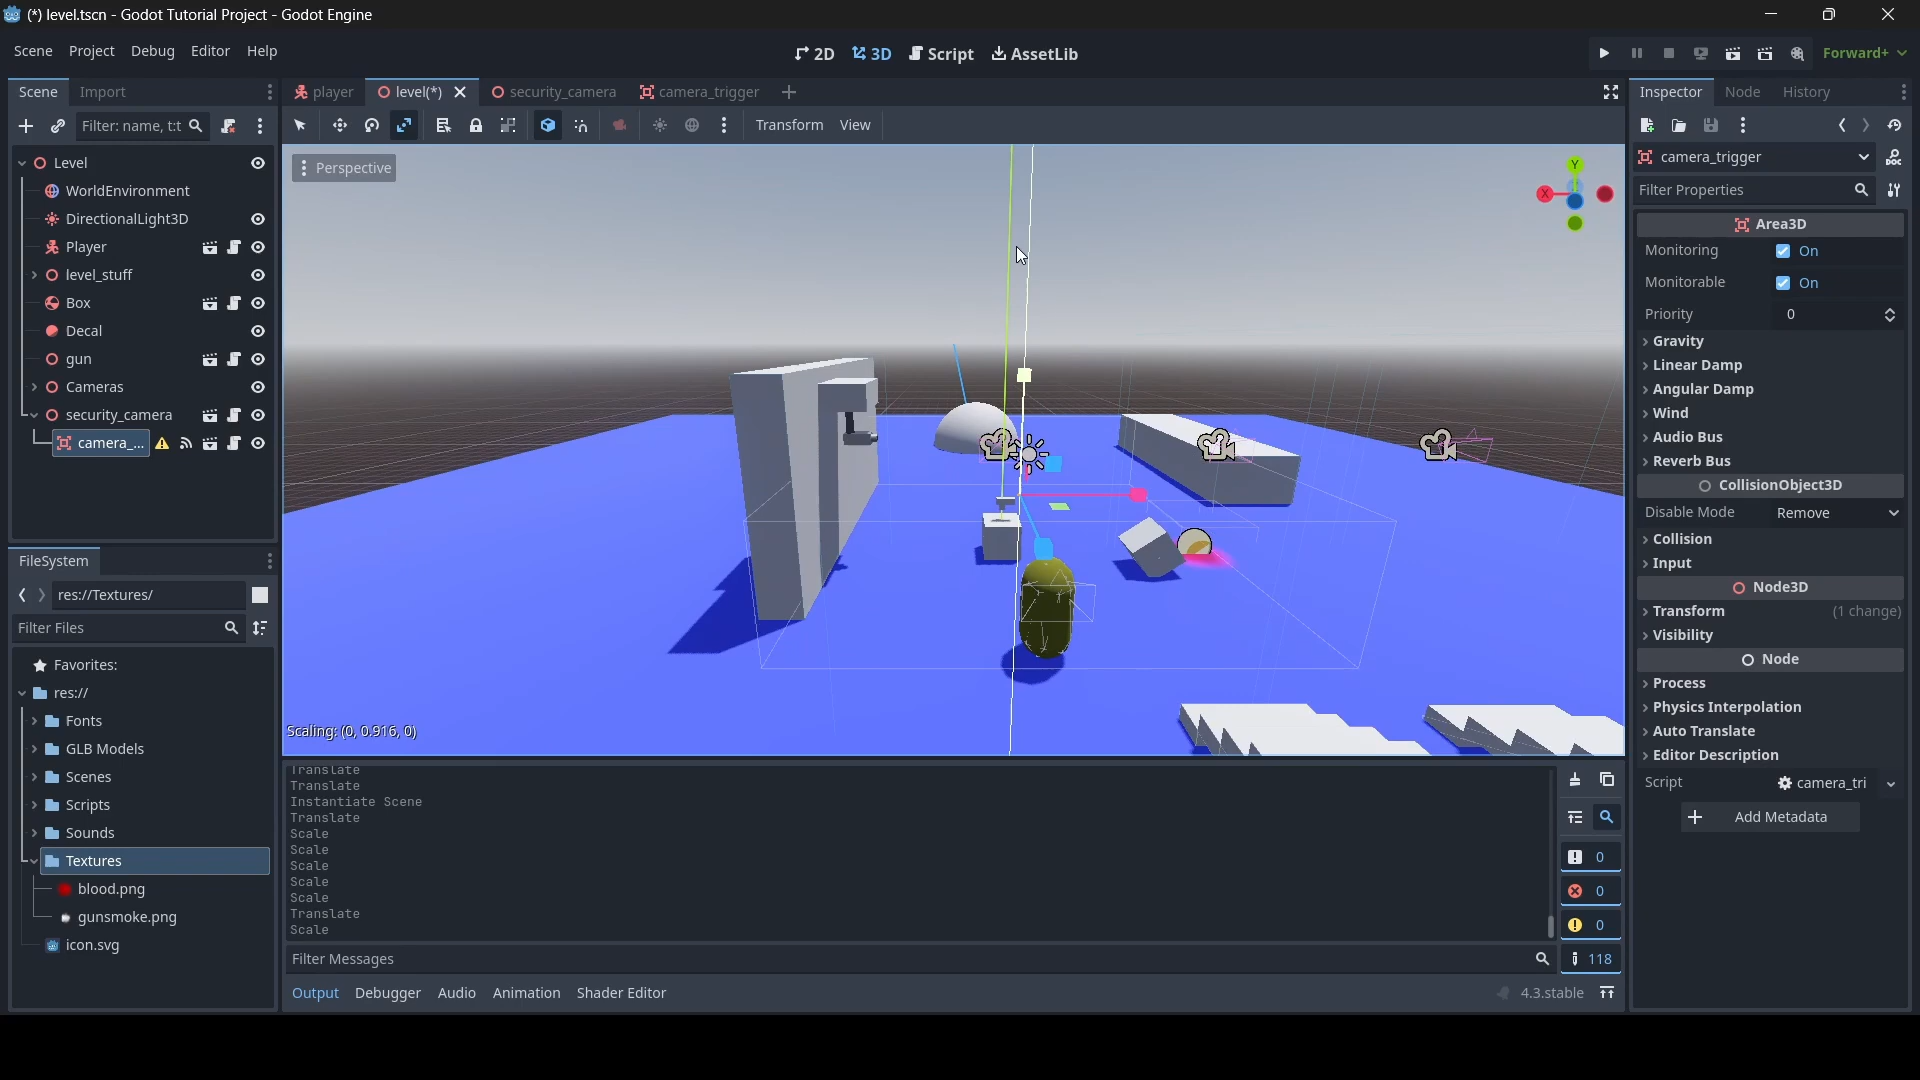 (*) level.tscn - Godot Tutorial Project - Godot Engine
Scene Project Debug Editor Help
2D 3D Script AssetLib
Forward+
Scene Import
Filter: name, t:t
Level
WorldEnvironment
DirectionalLight3D
Player
level_stuff
Box
Decal
gun
Cameras
security_camera
camera_...
FileSystem
res://Textures/
Filter Files
Favorites:
res://
Fonts
GLB Models
Scenes
Scripts
Sounds
Textures
blood.png
gunsmoke.png
icon.svg
player level(*) security_camera camera_trigger
Transform View
Perspective
Y
X
Scaling: (0, 0.916, 0)
Translate
Translate
Instantiate Scene
Translate
Scale
Scale
Scale
Scale
Scale
Translate
Scale
0
0
0
Filter Messages
118
Output Debugger Audio Animation Shader Editor
4.3.stable
Inspector Node History
camera_trigger
Filter Properties
Area3D
Monitoring On
Monitorable On
Priority 0
Gravity
Linear Damp
Angular Damp
Wind
Audio Bus
Reverb Bus
CollisionObject3D
Disable Mode Remove
Collision
Input
Node3D
Transform (1 change)
Visibility
Node
Process
Physics Interpolation
Auto Translate
Editor Description
Script camera_tri
Add Metadata